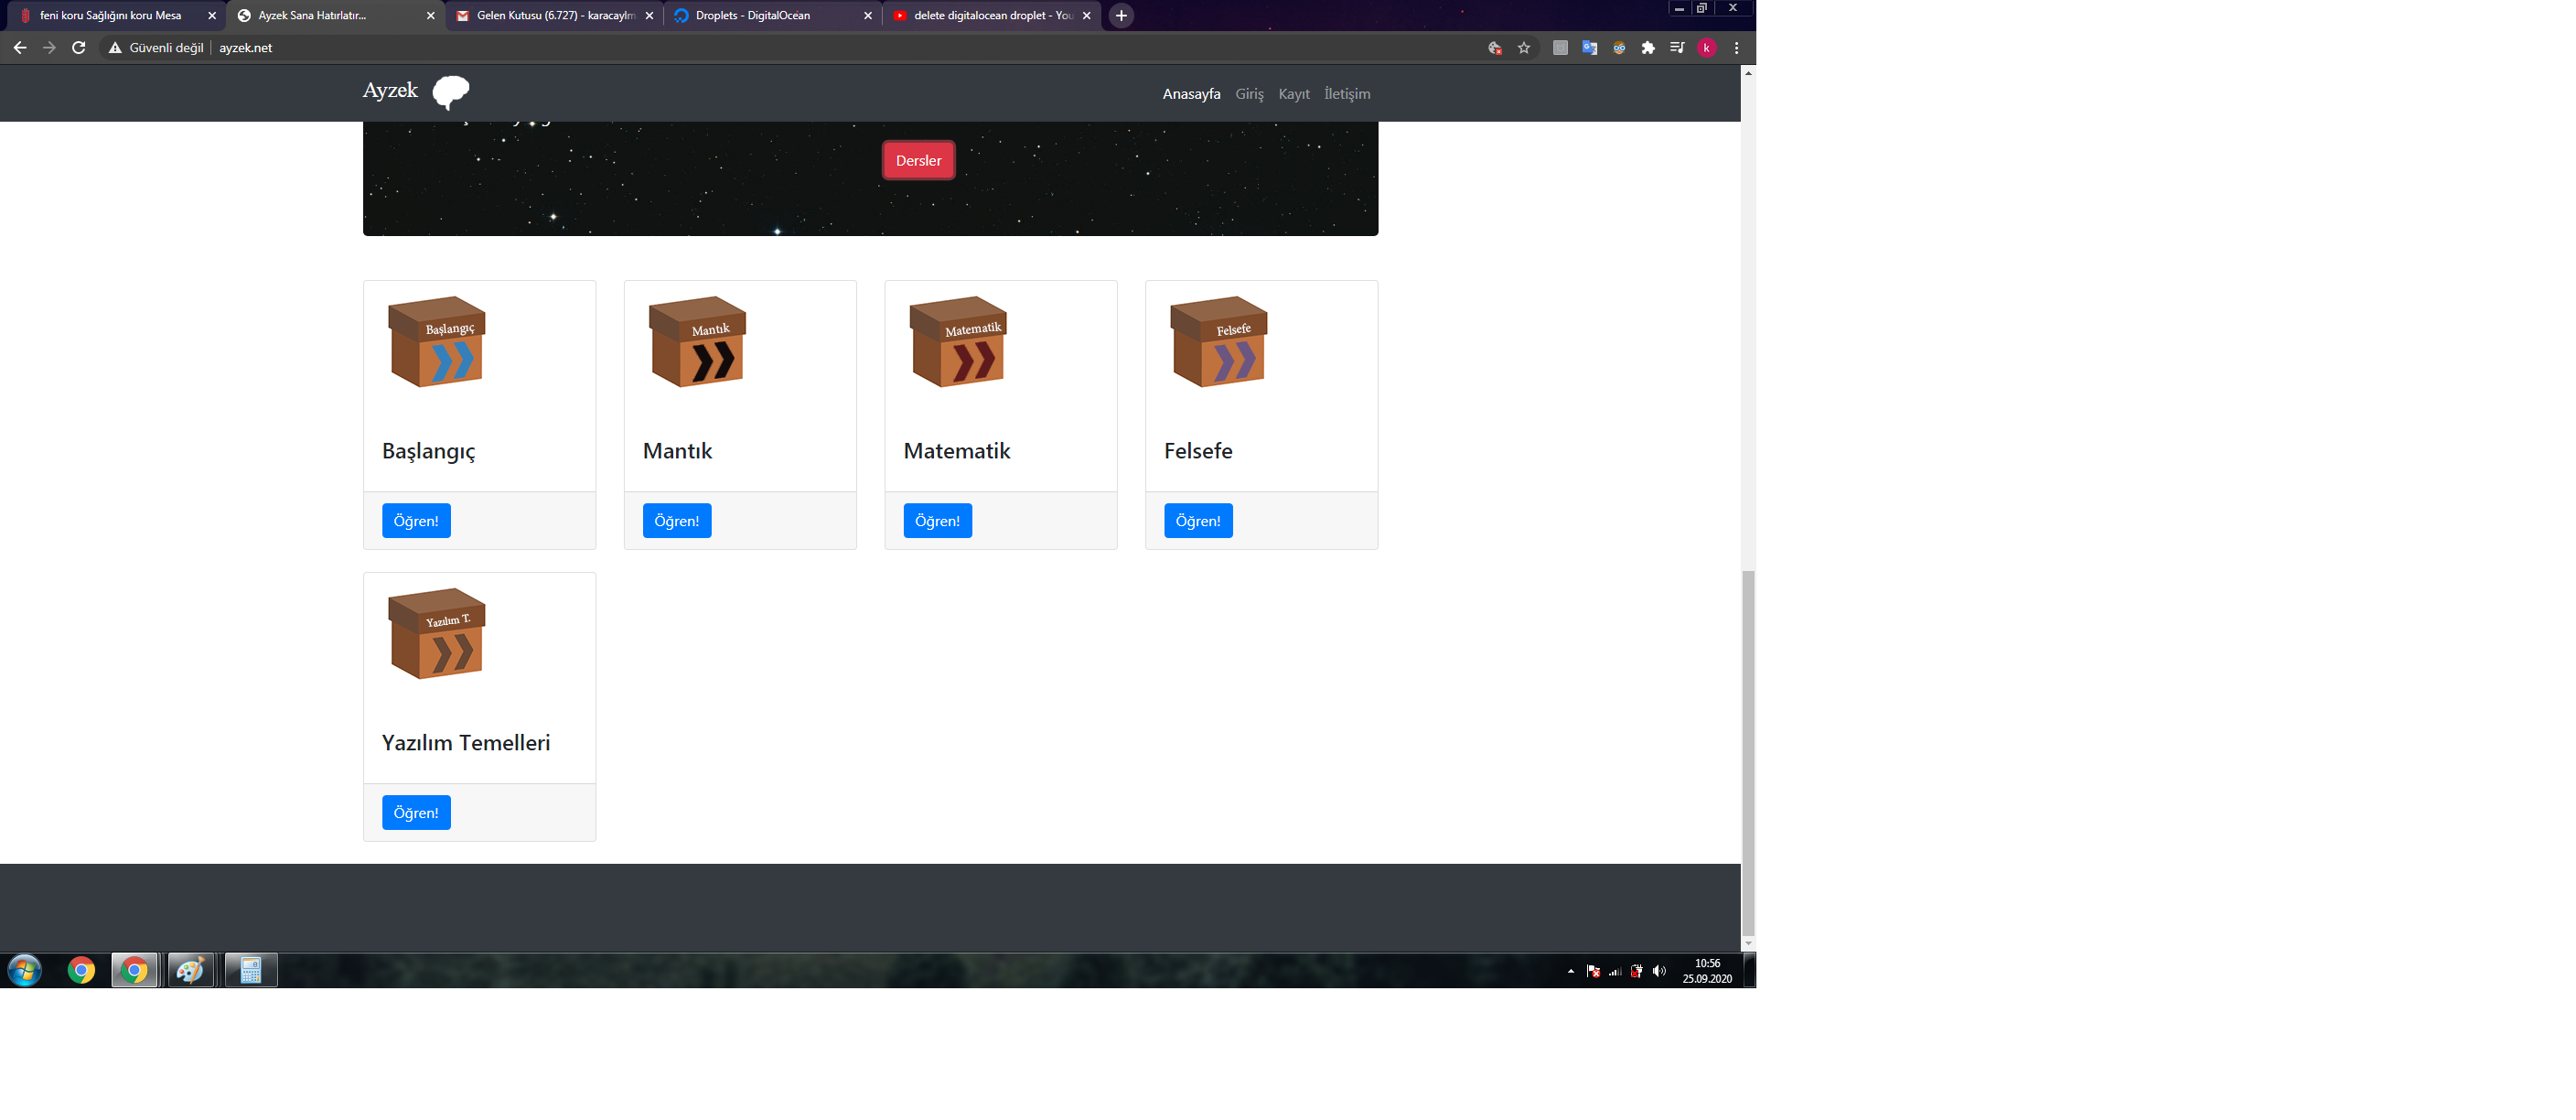 feni koru Sağlığını koru Mesa
Ayzek Sana Hatırlatır...
Gelen Kutusu (6.727) - karacaylm
Droplets - DigitalOcean
delete digitalocean droplet - You
Güvenli değil
ayzek.net
k
Ayzek
Anasayfa Giriş Kayıt İletişim
Dersler
Başlangıç
Mantık
Matematik
Felsefe
Başlangıç
Mantık
Matematik
Felsefe
Öğren!
Öğren!
Öğren!
Öğren!
Yazılım T.
Yazılım Temelleri
Öğren!
10:56
25.09.2020